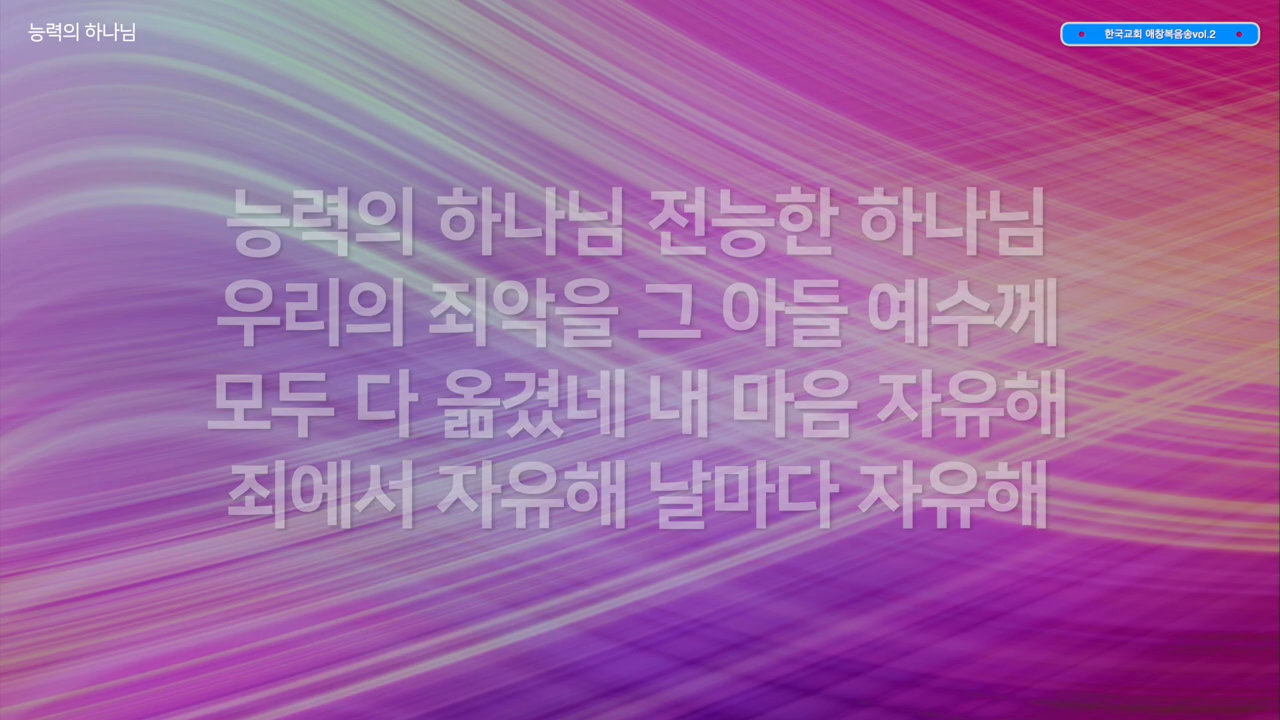 능력의 하나님
한국교회 애창복음송vol.2
능력의 하나님 전능한 하나님
우리의 죄악을 그 아들 예수께
모두 다 옮겼네 내 마음 자유해
죄에서 자유해 날마다 자유해